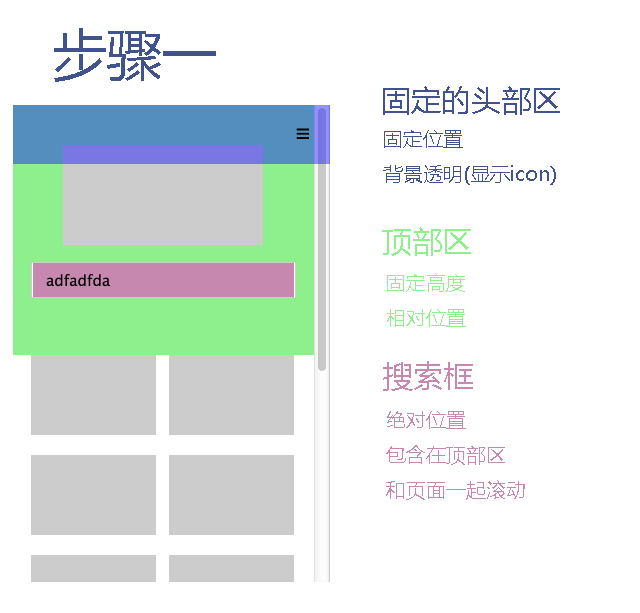 步骤一
adfadfda
固定的头部区
固定位置
背景透明(显示icon)
顶部区
固定高度
相对位置
搜索框
绝对位置
包含在顶部区
和页面一起滚动